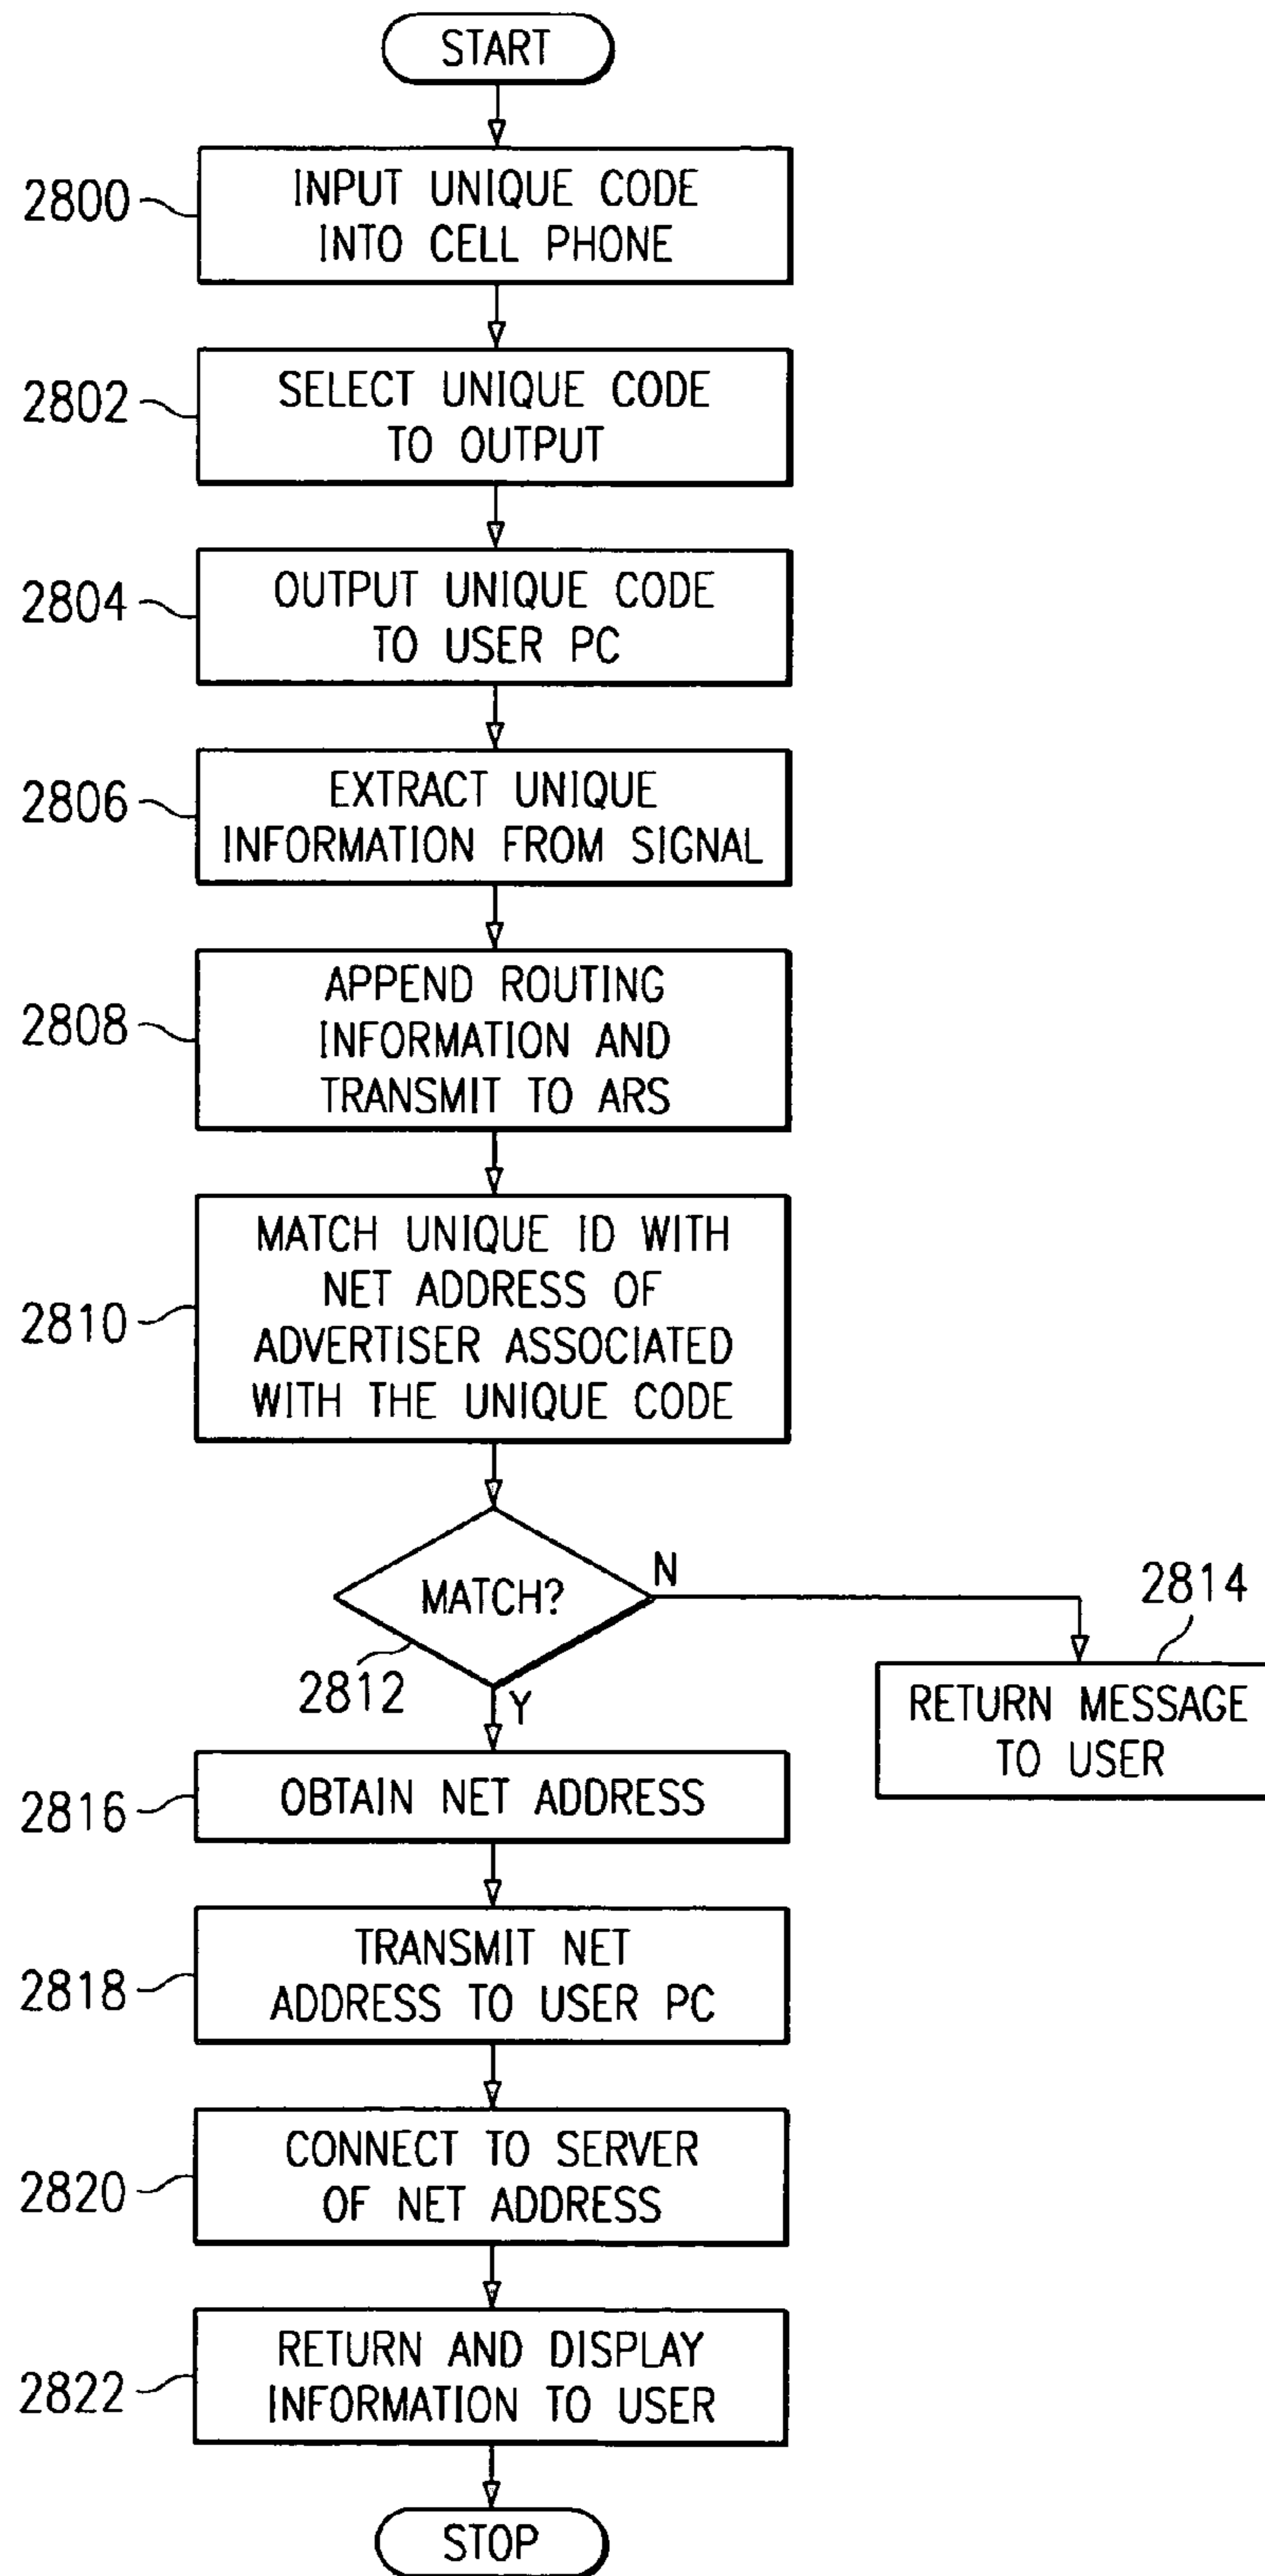 START
2800
INPUT UNIQUE CODE
INTO CELL PHONE
2802
SELECT UNIQUE CODE
TO OUTPUT
2804
OUTPUT UNIQUE CODE
TO USER PC
2806
EXTRACT UNIQUE
INFORMATION FROM SIGNAL
2808
APPEND ROUTING
INFORMATION AND
TRANSMIT TO ARS
2810
MATCH UNIQUE ID WITH
NET ADDRESS OF
ADVERTISER ASSOCIATED
WITH THE UNIQUE CODE
MATCH?
N
2812
Y
2814
RETURN MESSAGE
TO USER
2816
OBTAIN NET ADDRESS
2818
TRANSMIT NET
ADDRESS TO USER PC
2820
CONNECT TO SERVER
OF NET ADDRESS
2822
RETURN AND DISPLAY
INFORMATION TO USER
STOP